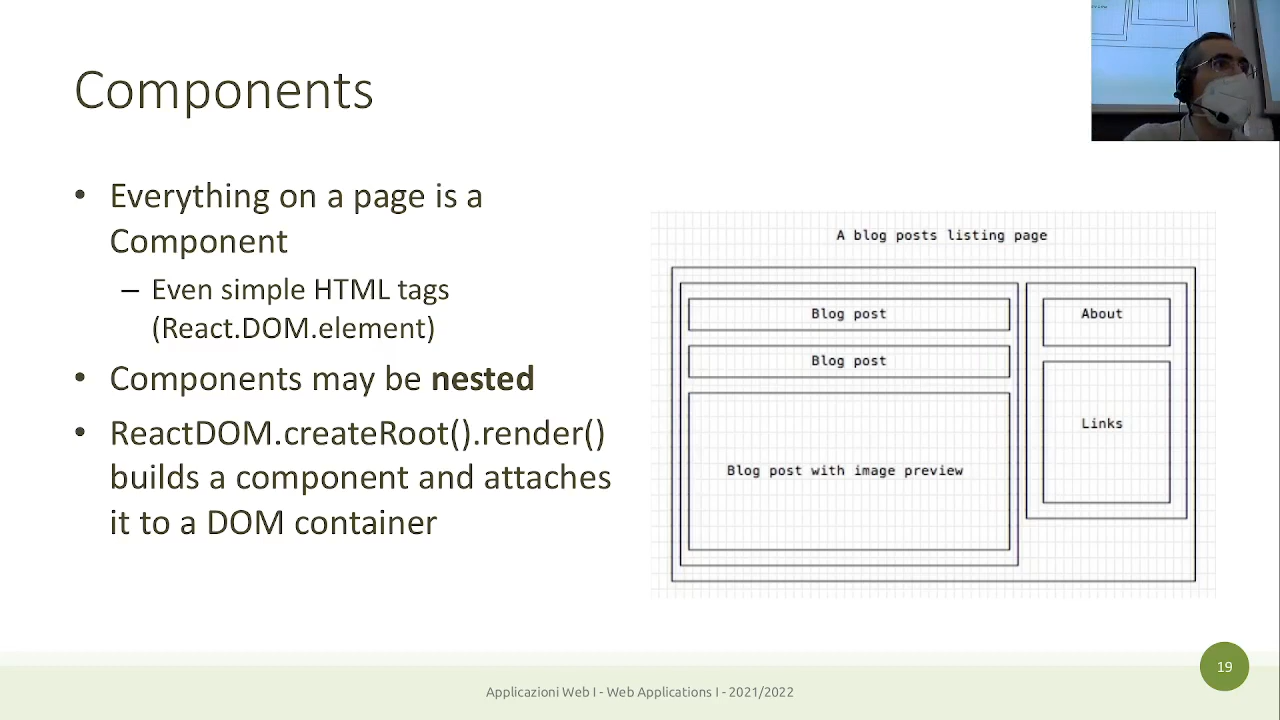 Components
• Everything on a page is a
Component
– Even simple HTML tags
(React.DOM.element)
• Components may be nested
• ReactDOM.createRoot().render()
builds a component and attaches
it to a DOM container
A blog posts listing page
Blog post
Blog post
Blog post with image preview
About
Links
Applicazioni Web I - Web Applications I - 2021/2022
19